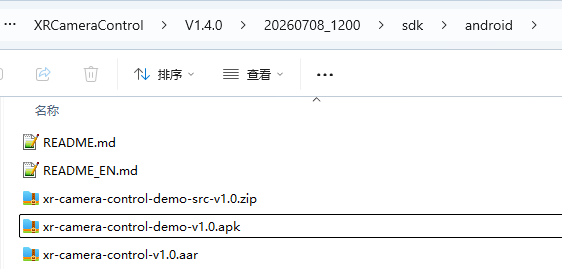 … XRCameraControl > V1.4.0 > 20260708_1200 > sdk > android >
排序 查看 …
名称
README.md
README_EN.md
xr-camera-control-demo-src-v1.0.zip
xr-camera-control-demo-v1.0.apk
xr-camera-control-v1.0.aar